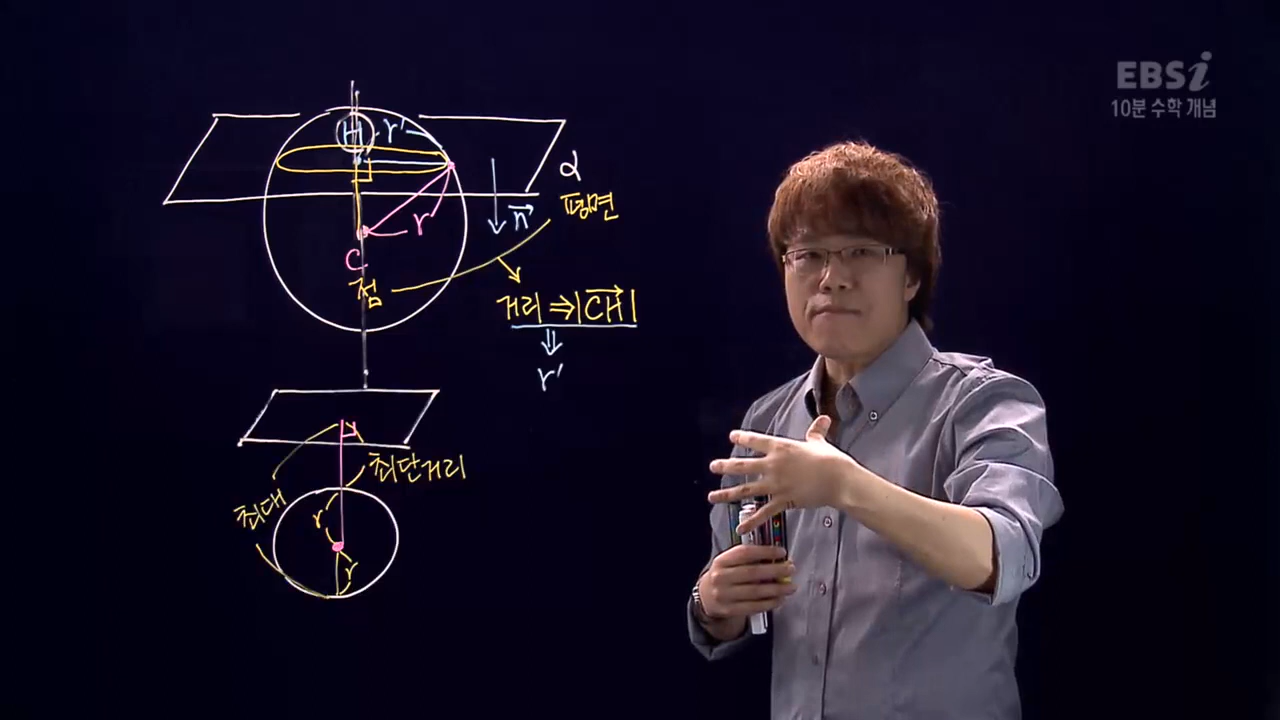 EBSi
10분 수학 개념
H r'
α
평면
r
n⃗
C
점
거리 ⇒ |CH⃗|
⇓
r'
최단거리
최대
r
r